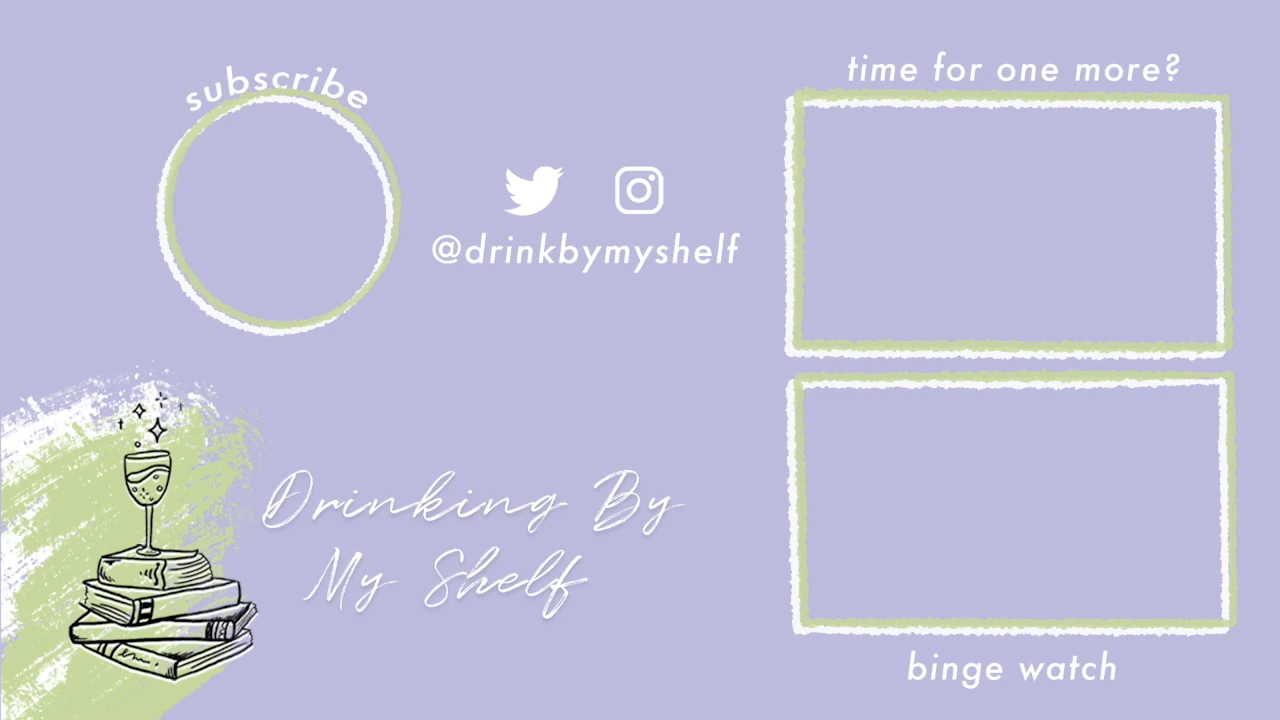 subscribe
time for one more?
@drinkbymyshelf
Drinking By
My Shelf
binge watch